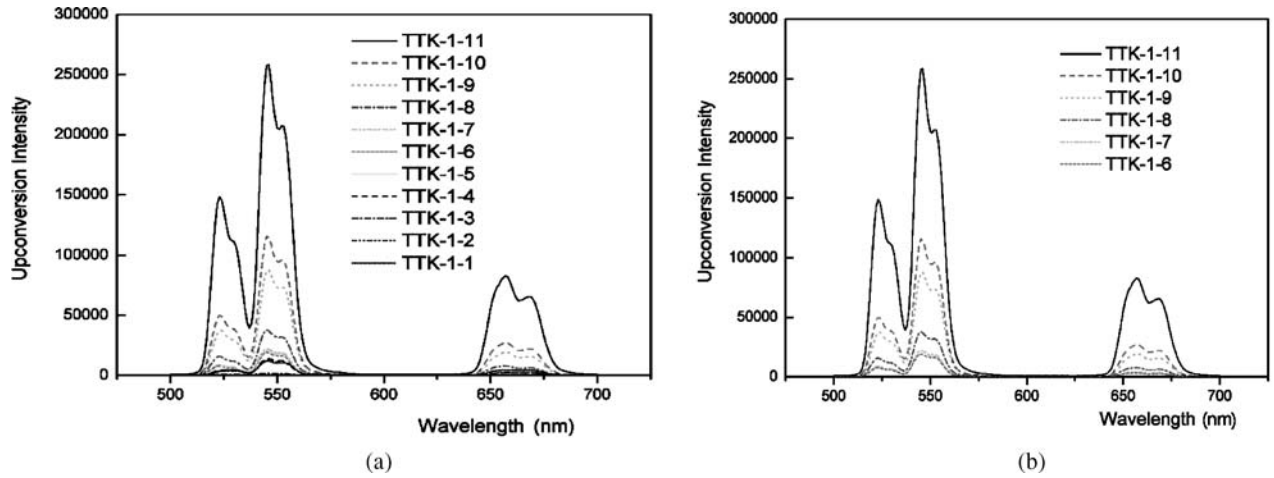 300000
250000
200000
150000
100000
50000
0
Upconversion Intensity
TTK-1-11
TTK-1-10
TTK-1-9
TTK-1-8
TTK-1-7
TTK-1-6
TTK-1-5
TTK-1-4
TTK-1-3
TTK-1-2
TTK-1-1
500 550 600 650 700
Wavelength (nm)
(a)
300000
250000
200000
150000
100000
50000
0
Upconversion Intensity
TTK-1-11
TTK-1-10
TTK-1-9
TTK-1-8
TTK-1-7
TTK-1-6
500 550 600 650 700
Wavelength (nm)
(b)